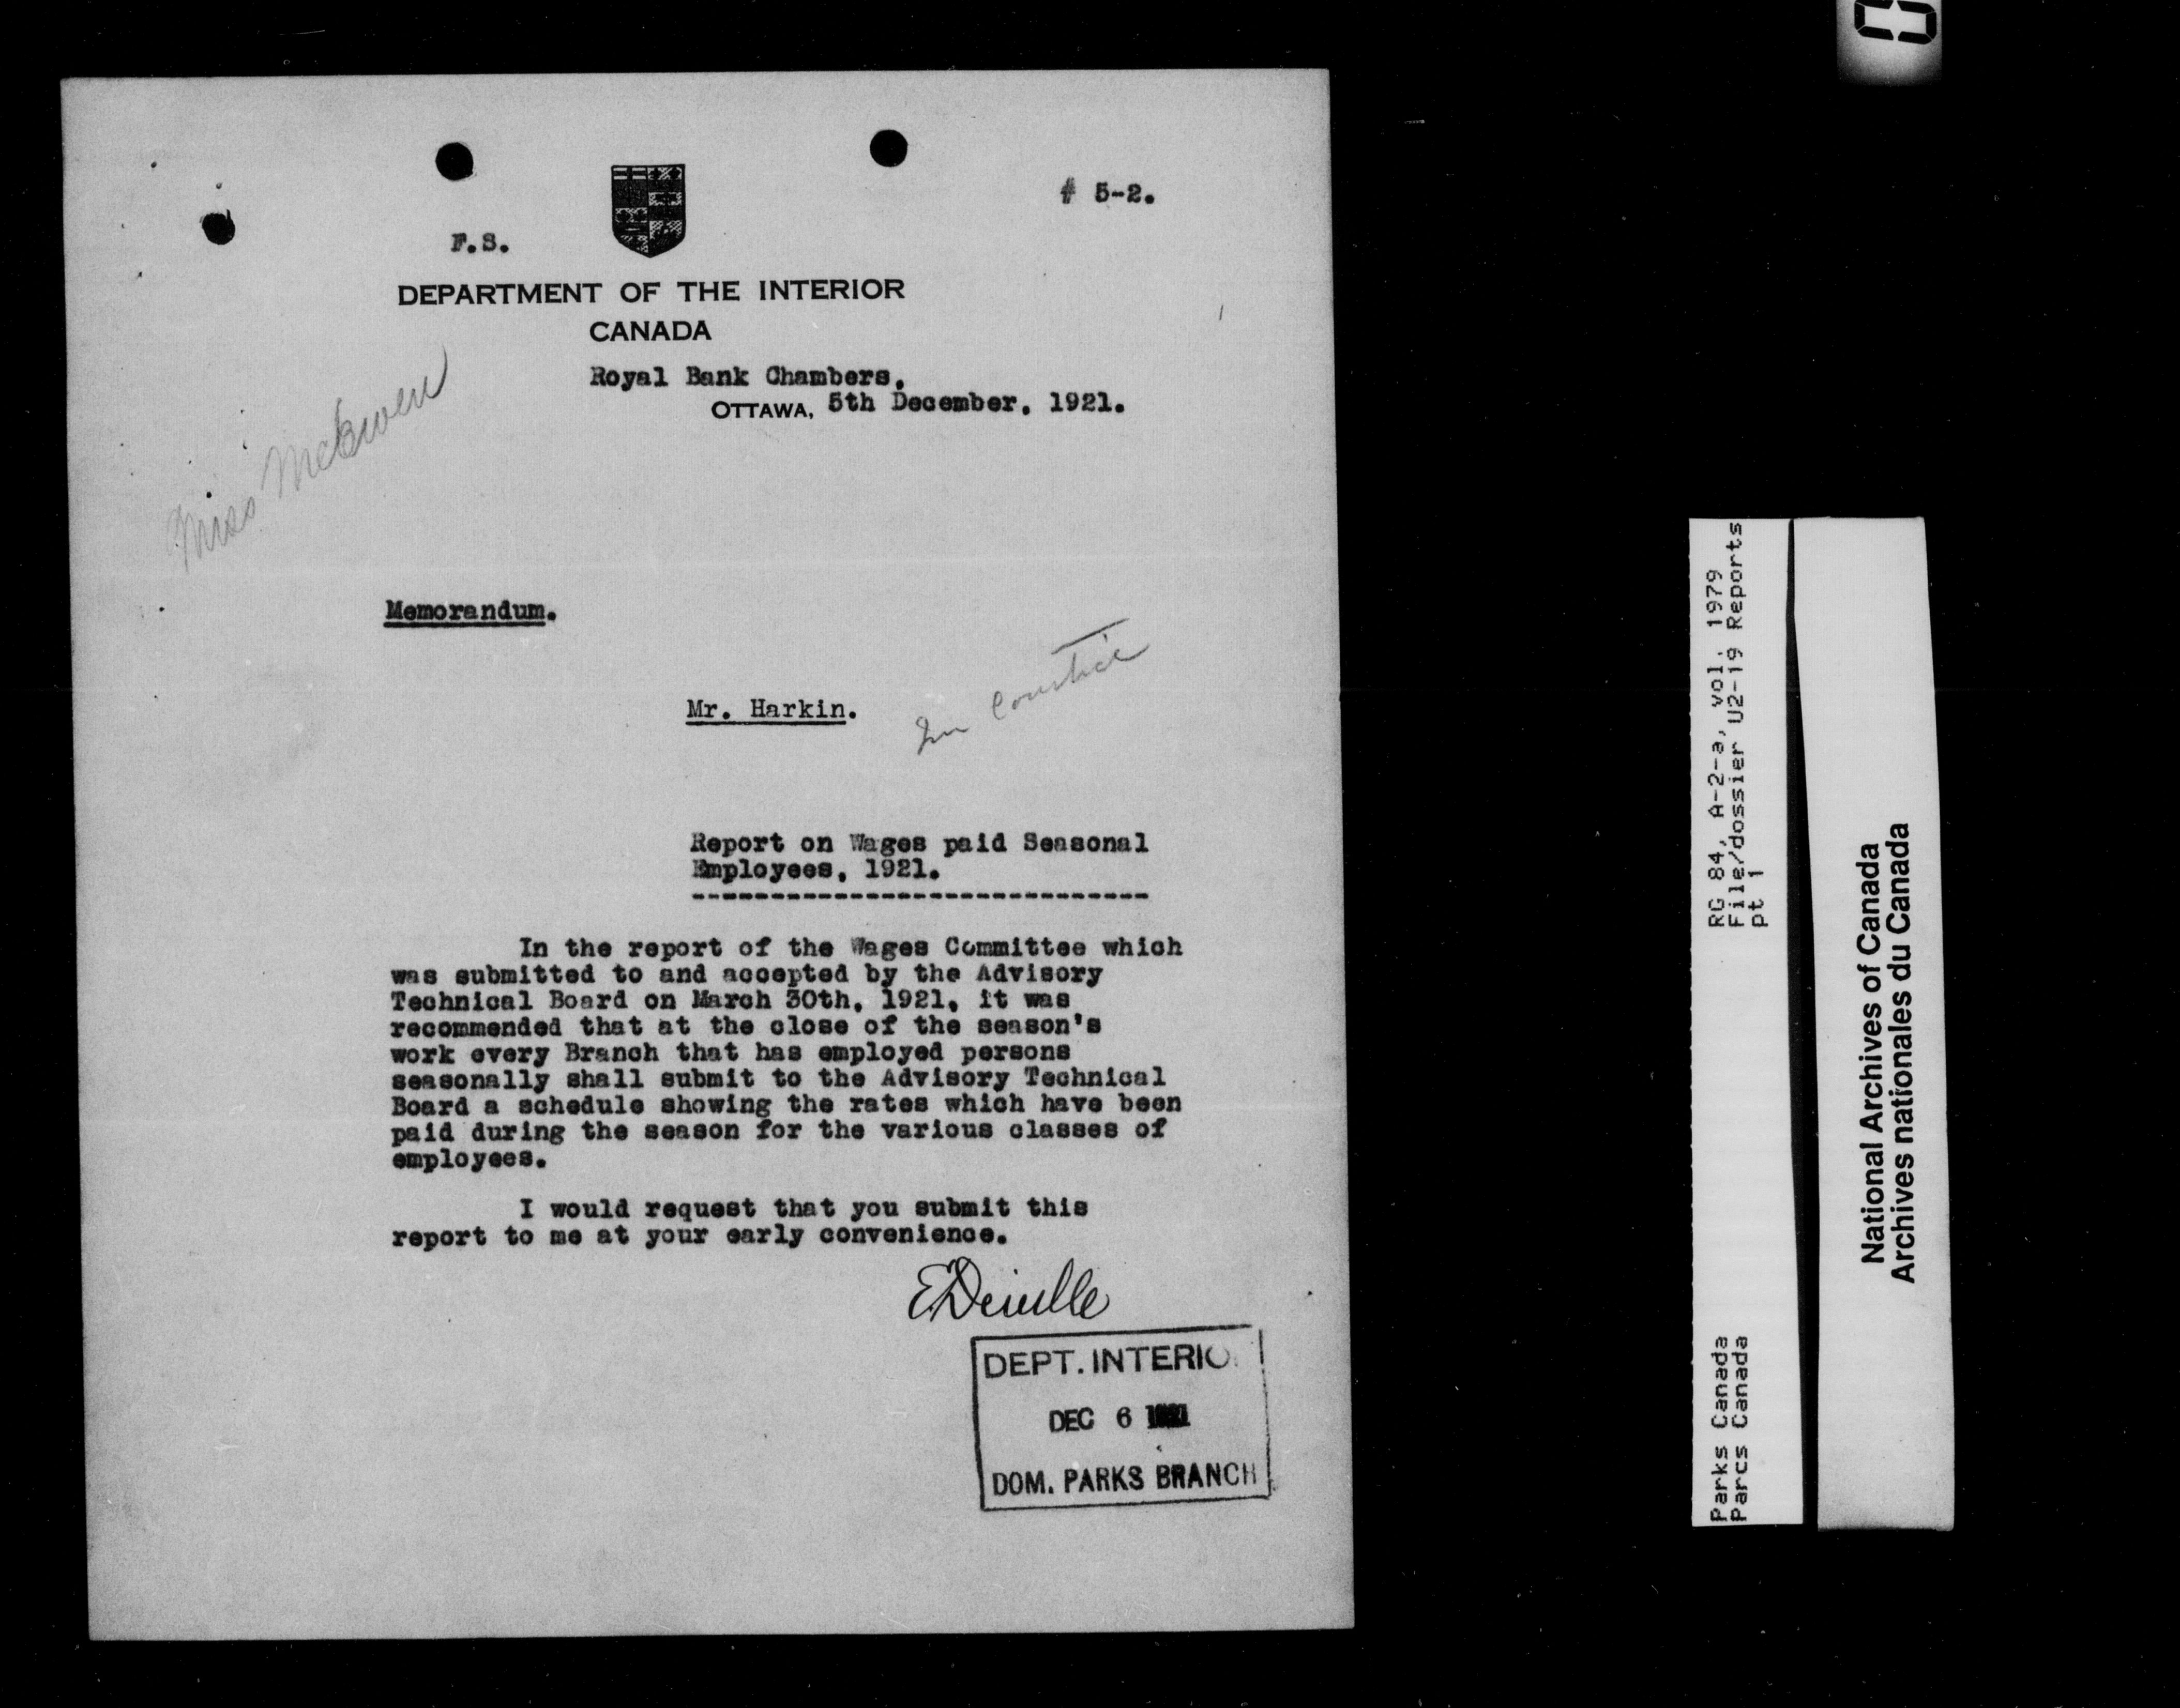 # 5-2.
F.S.
DEPARTMENT OF THE INTERIOR
CANADA
Royal Bank Chambers,
OTTAWA, 5th December, 1921.
Miss McEwen
Memorandum.
Mr. Harkin.
Report on Wages paid Seasonal
Employees, 1921.
-----------------------------
In the report of the Wages Committee which
was submitted to and accepted by the Advisory
Technical Board on March 30th, 1921, it was
recommended that at the close of the season's
work every Branch that has employed persons
seasonally shall submit to the Advisory Technical
Board a schedule showing the rates which have been
paid during the season for the various classes of
employees.
I would request that you submit this
report to me at your early convenience.
DEPT. INTERIO
DEC 6 1921
DOM. PARKS BRANCH
RG 84, A-2-a, vol. 1979
File/dossier U2-19 Reports
pt 1
Parks Canada
Parcs Canada
National Archives of Canada
Archives nationales du Canada